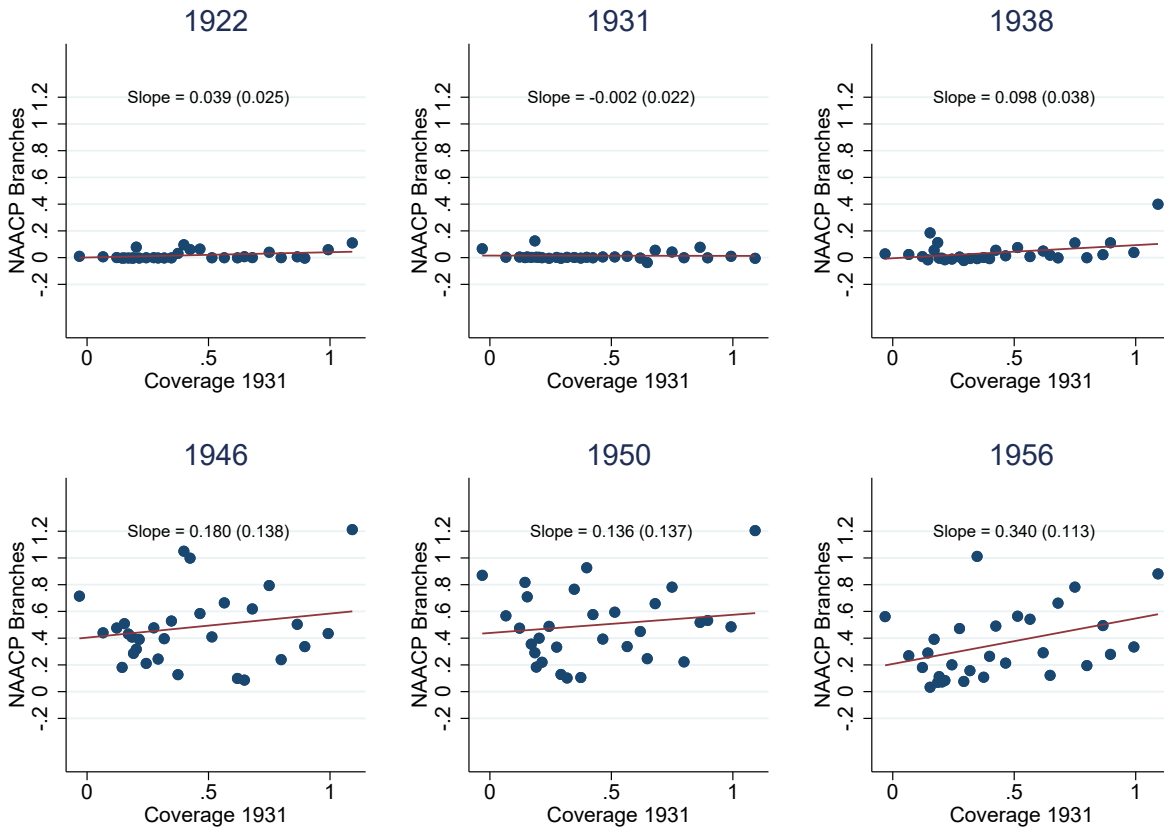 1922
Slope = 0.039 (0.025)
NAACP Branches
1.2
1
.8
.6
.4
.2
0
-.2
0 .5 1
Coverage 1931
1931
Slope = -0.002 (0.022)
NAACP Branches
1.2
1
.8
.6
.4
.2
0
-.2
0 .5 1
Coverage 1931
1938
Slope = 0.098 (0.038)
NAACP Branches
1.2
1
.8
.6
.4
.2
0
-.2
0 .5 1
Coverage 1931
1946
Slope = 0.180 (0.138)
NAACP Branches
1.2
1
.8
.6
.4
.2
0
-.2
0 .5 1
Coverage 1931
1950
Slope = 0.136 (0.137)
NAACP Branches
1.2
1
.8
.6
.4
.2
0
-.2
0 .5 1
Coverage 1931
1956
Slope = 0.340 (0.113)
NAACP Branches
1.2
1
.8
.6
.4
.2
0
-.2
0 .5 1
Coverage 1931